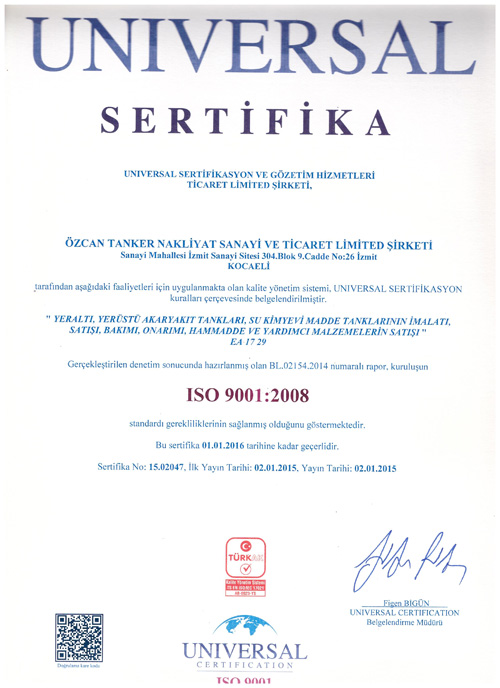 UNIVERSAL
SERTİFİKA
UNIVERSAL SERTİFİKASYON VE GÖZETİM HİZMETLERİ
TİCARET LİMİTED ŞİRKETİ,
ÖZCAN TANKER NAKLİYAT SANAYİ VE TİCARET LİMİTED ŞİRKETİ
Sanayi Mahallesi İzmit Sanayi Sitesi 304.Blok 9.Cadde No:26 İzmit
KOCAELİ
tarafından aşağıdaki faaliyetleri için uygulanmakta olan kalite yönetim sistemi, UNIVERSAL SERTİFİKASYON
kuralları çerçevesinde belgelendirilmiştir.
" YERALTI, YERÜSTÜ AKARYAKIT TANKLARI, SU KİMYEVİ MADDE TANKLARININ İMALATI,
SATIŞI, BAKIMI, ONARIMI, HAMMADDE VE YARDIMCI MALZEMELERİN SATIŞI "
EA 17 29
Gerçekleştirilen denetim sonucunda hazırlanmış olan BL.02154.2014 numaralı rapor, kuruluşun
ISO 9001:2008
standardı gerekliliklerinin sağlanmış olduğunu göstermektedir.
Bu sertifika 01.01.2016 tarihine kadar geçerlidir.
Sertifika No: 15.02047, İlk Yayın Tarihi: 02.01.2015, Yayın Tarihi: 02.01.2015
TÜRKAK
Figen BİGÜN
UNIVERSAL CERTIFICATION
Belgelendirme Müdürü
UNIVERSAL
CERTIFICATION
ISO 9001